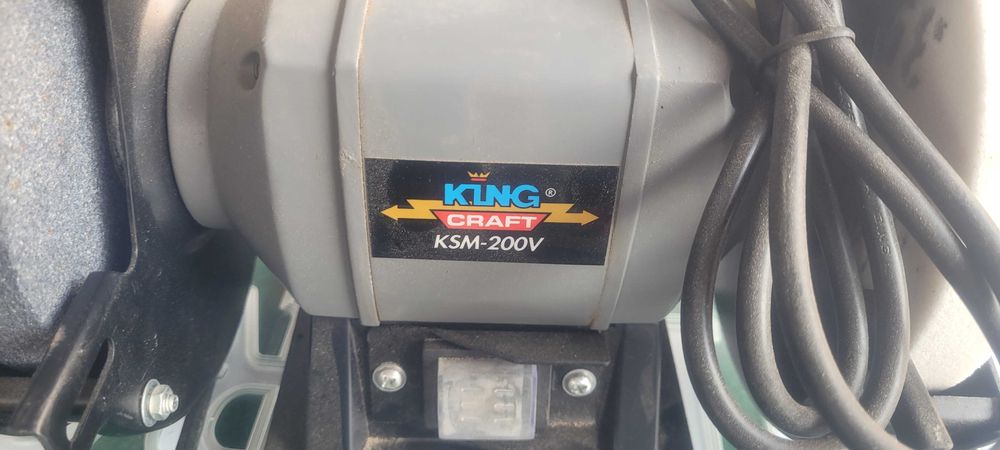 KING ®
CRAFT
KSM-200V